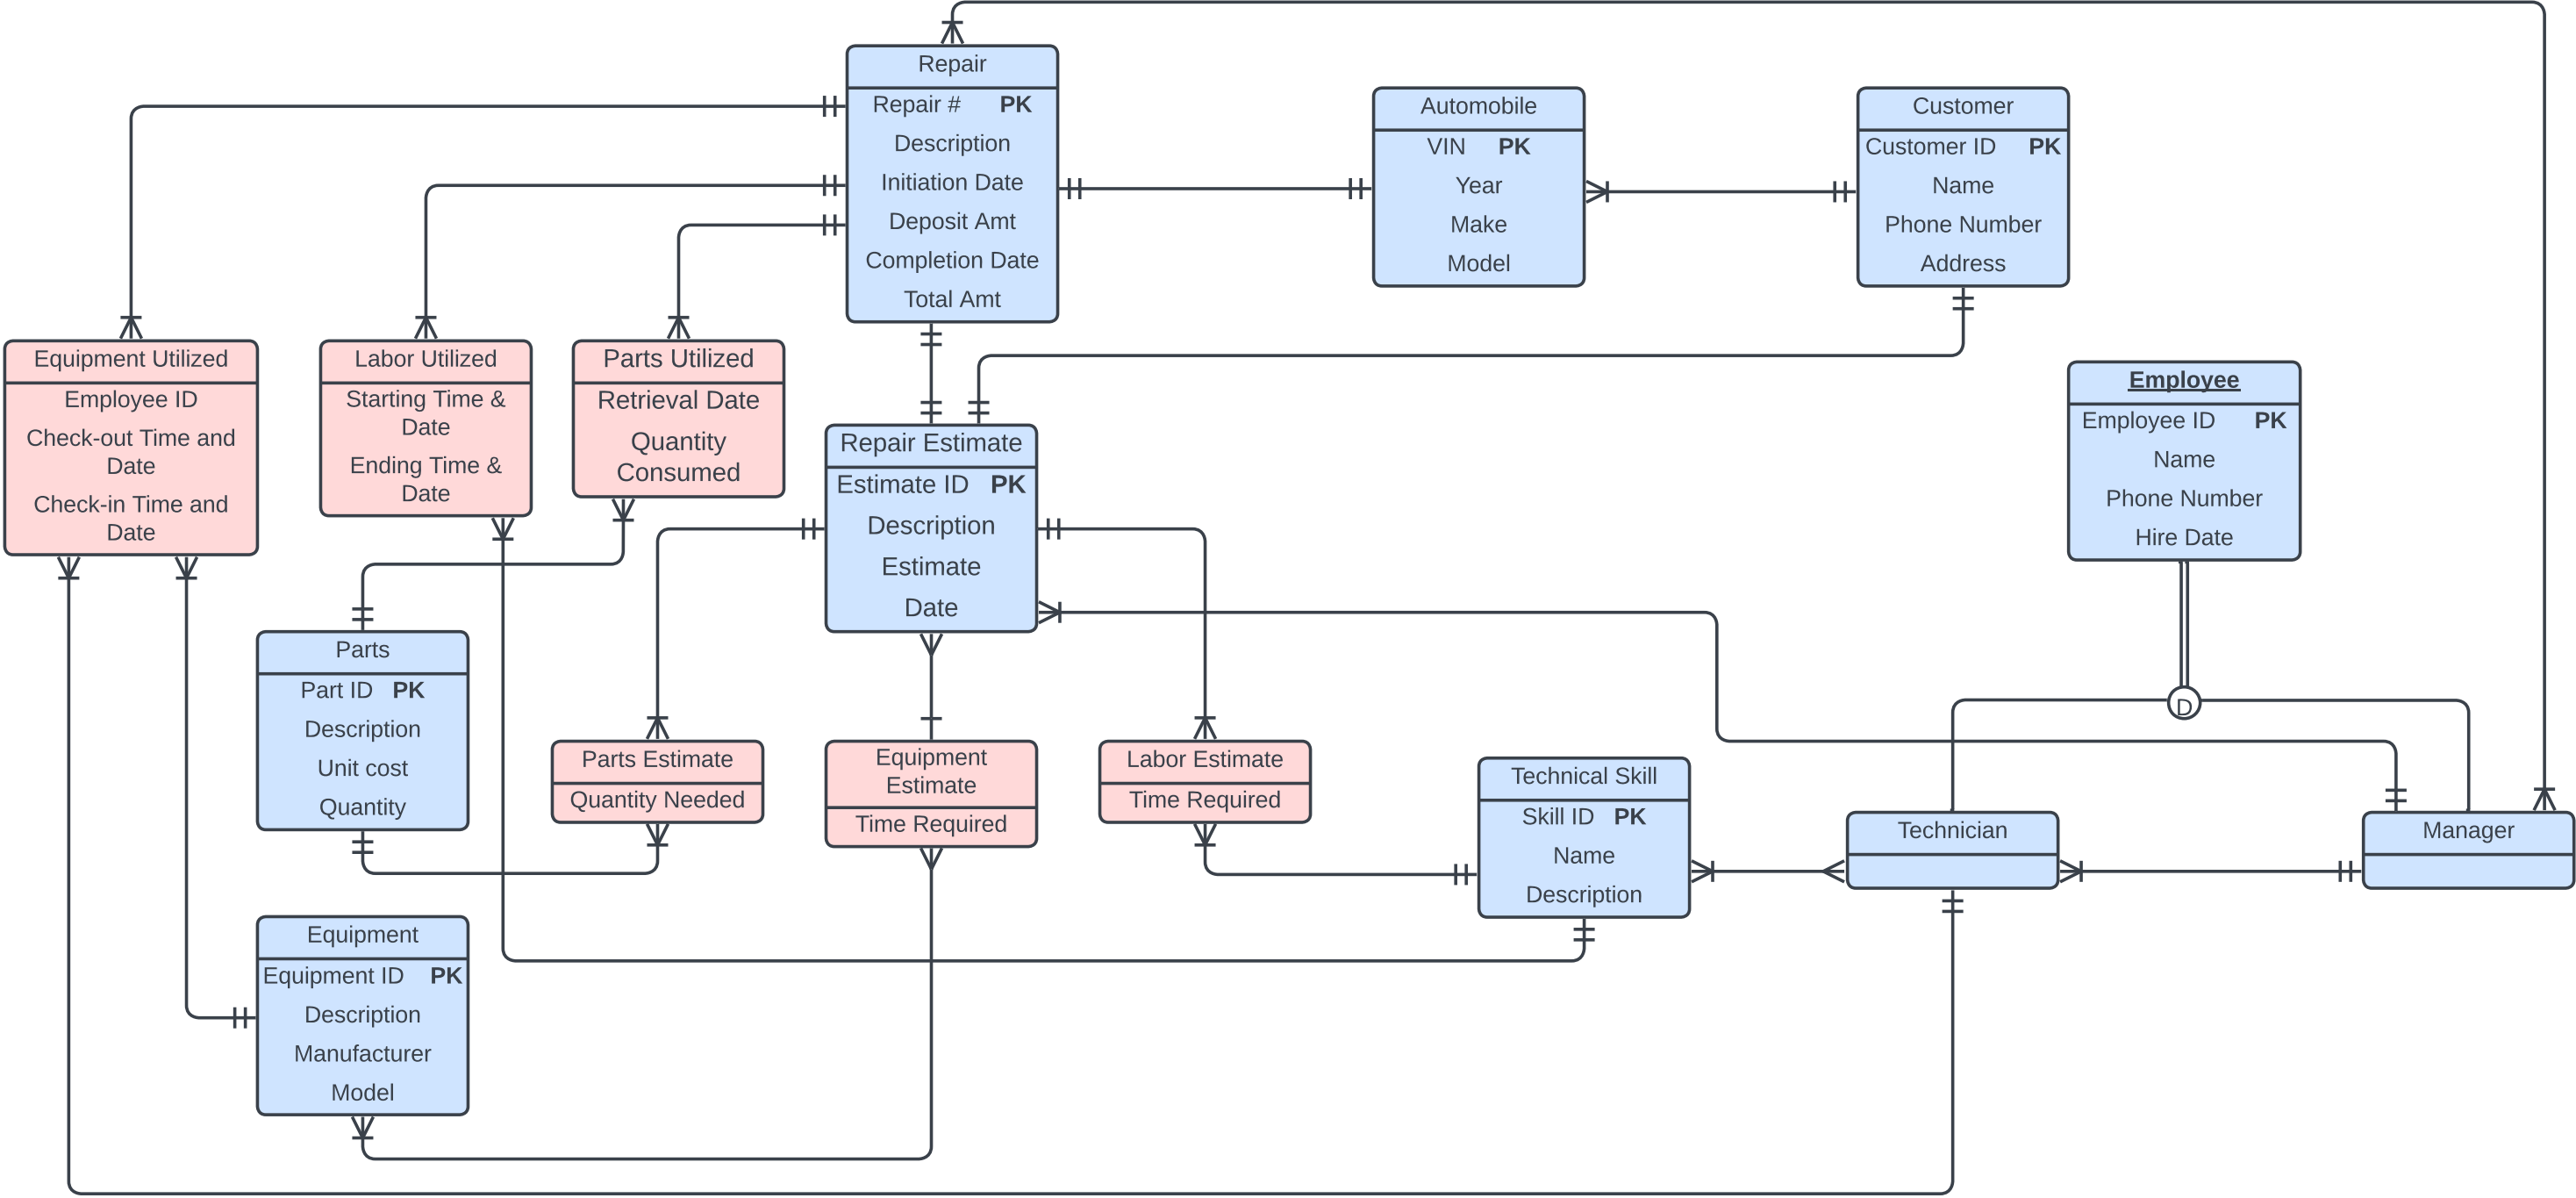 Repair
Repair # PK
Description
Initiation Date
Deposit Amt
Completion Date
Total Amt
Automobile
VIN PK
Year
Make
Model
Customer
Customer ID PK
Name
Phone Number
Address
Equipment Utilized
Employee ID
Check-out Time and
Date
Check-in Time and
Date
Labor Utilized
Starting Time &
Date
Ending Time &
Date
Parts Utilized
Retrieval Date
Quantity
Consumed
Repair Estimate
Estimate ID PK
Description
Estimate
Date
Employee
Employee ID PK
Name
Phone Number
Hire Date
D
Parts
Part ID PK
Description
Unit cost
Quantity
Parts Estimate
Quantity Needed
Equipment
Estimate
Time Required
Labor Estimate
Time Required
Technical Skill
Skill ID PK
Name
Description
Technician
Manager
Equipment
Equipment ID PK
Description
Manufacturer
Model